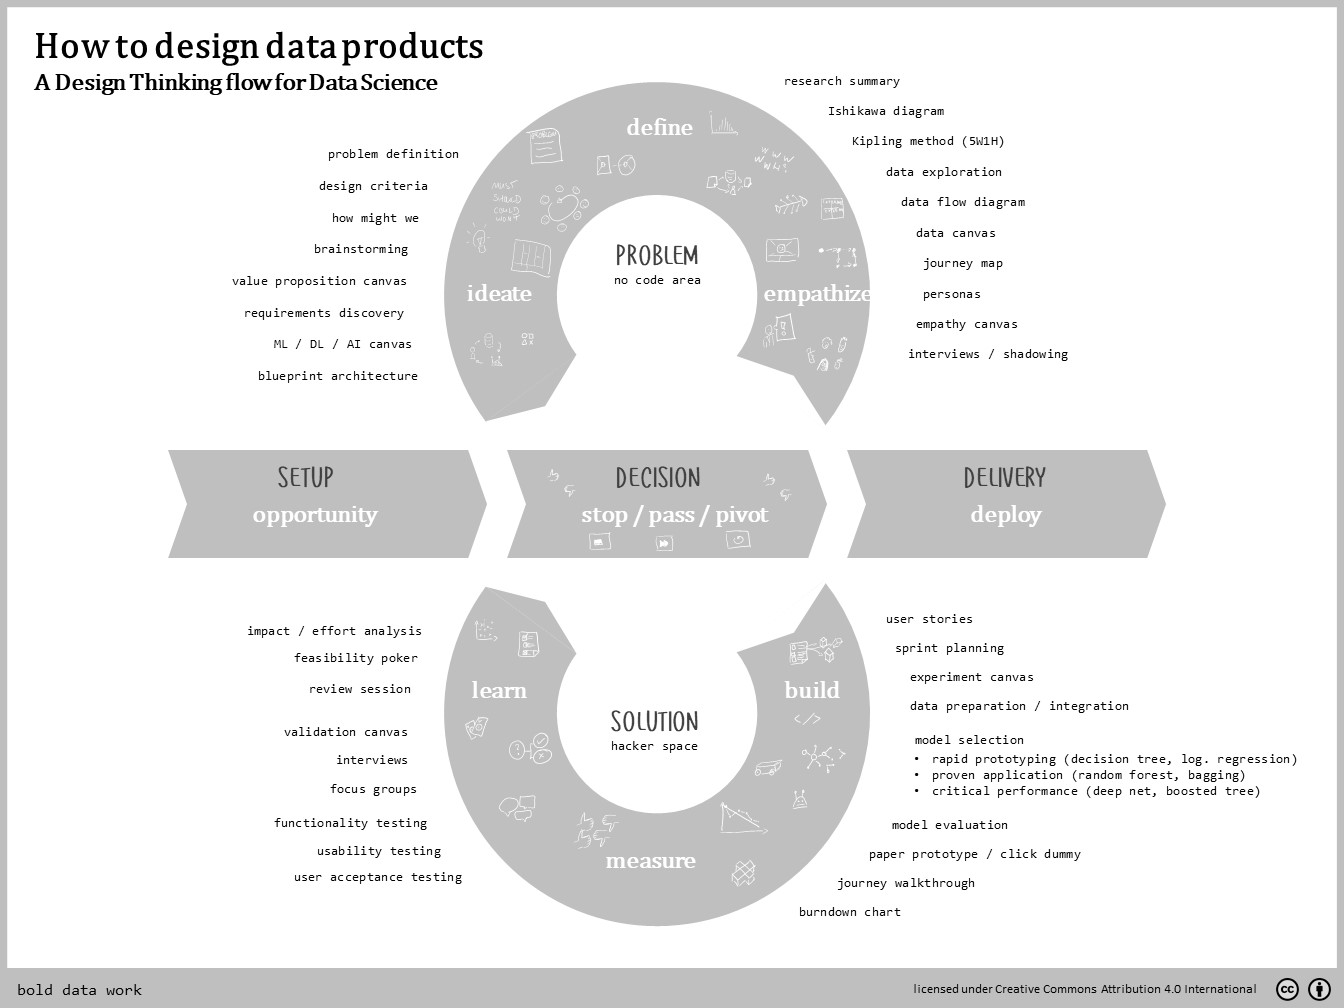 How to design data products
A Design Thinking flow for Data Science
define
ideate
empathize
PROBLEM
no code area
problem definition
design criteria
how might we
brainstorming
value proposition canvas
requirements discovery
ML / DL / AI canvas
blueprint architecture
research summary
Ishikawa diagram
Kipling method (5W1H)
data exploration
data flow diagram
data canvas
journey map
personas
empathy canvas
interviews / shadowing
PROBLEM
MUST
SHOULD
COULD
WON'T
SETUP
opportunity
DECISION
stop / pass / pivot
DELIVERY
deploy
learn
build
measure
SOLUTION
hacker space
impact / effort analysis
feasibility poker
review session
validation canvas
interviews
focus groups
functionality testing
usability testing
user acceptance testing
user stories
sprint planning
experiment canvas
data preparation / integration
model selection
• rapid prototyping (decision tree, log. regression)
• proven application (random forest, bagging)
• critical performance (deep net, boosted tree)
model evaluation
paper prototype / click dummy
journey walkthrough
burndown chart
</>
bold data work
licensed under Creative Commons Attribution 4.0 International
cc